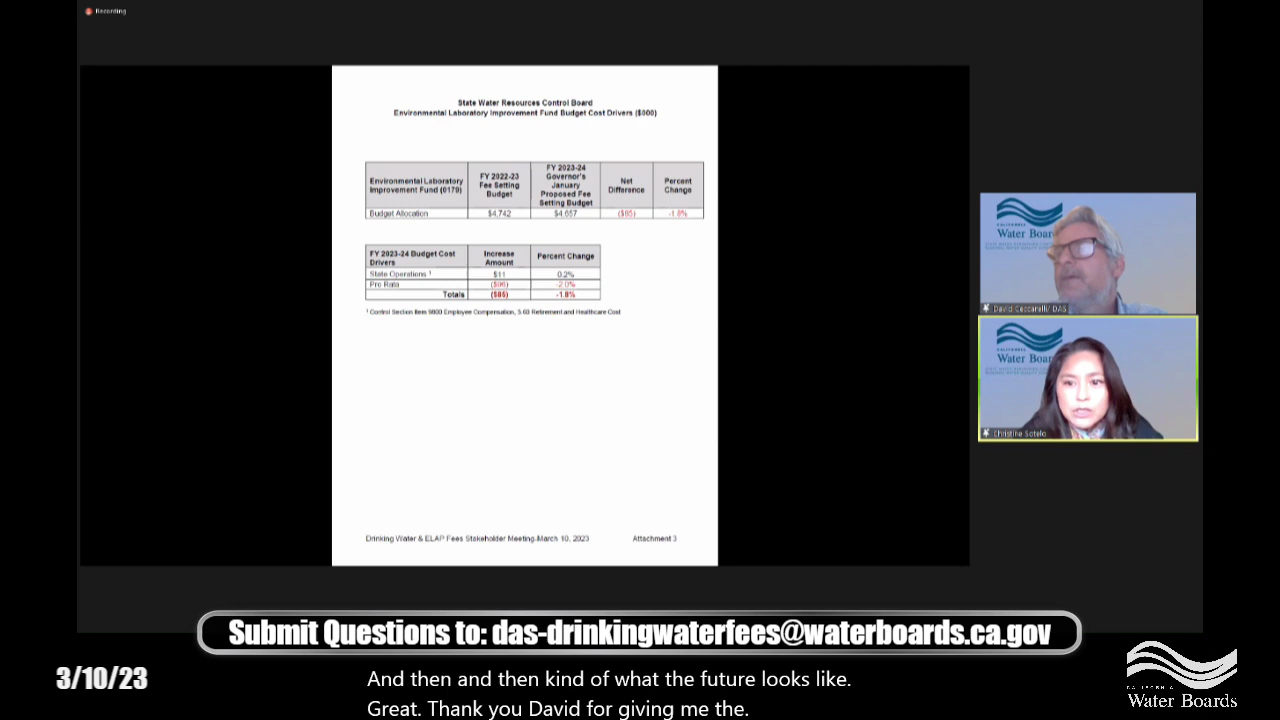 Recording
State Water Resources Control Board
Environmental Laboratory Improvement Fund Budget Cost Drivers ($000)
Environmental Laboratory Improvement Fund (0179)
FY 2022-23 Fee Setting Budget
FY 2023-24 Governor's January Proposed Fee Setting Budget
Net Difference
Percent Change
Budget Allocation $4,742 $4,657 ($85) -1.8%
FY 2023-24 Budget Cost Drivers
Increase Amount
Percent Change
State Operations ¹ $11 0.2%
Pro Rata ($96) -2.0%
Totals ($85) -1.8%
¹ Control Section Item 9800 Employee Compensation, 3.60 Retirement and Healthcare Cost
Drinking Water & ELAP Fees Stakeholder Meeting-March 10, 2023 Attachment 3
Water Boar
David Ceccarelli/ DAS
Water Boar
Christine Sotelo
Submit Questions to: das-drinkingwaterfees@waterboards.ca.gov
3/10/23
And then and then kind of what the future looks like.
Great. Thank you David for giving me the.
CALIFORNIA
Water Boards